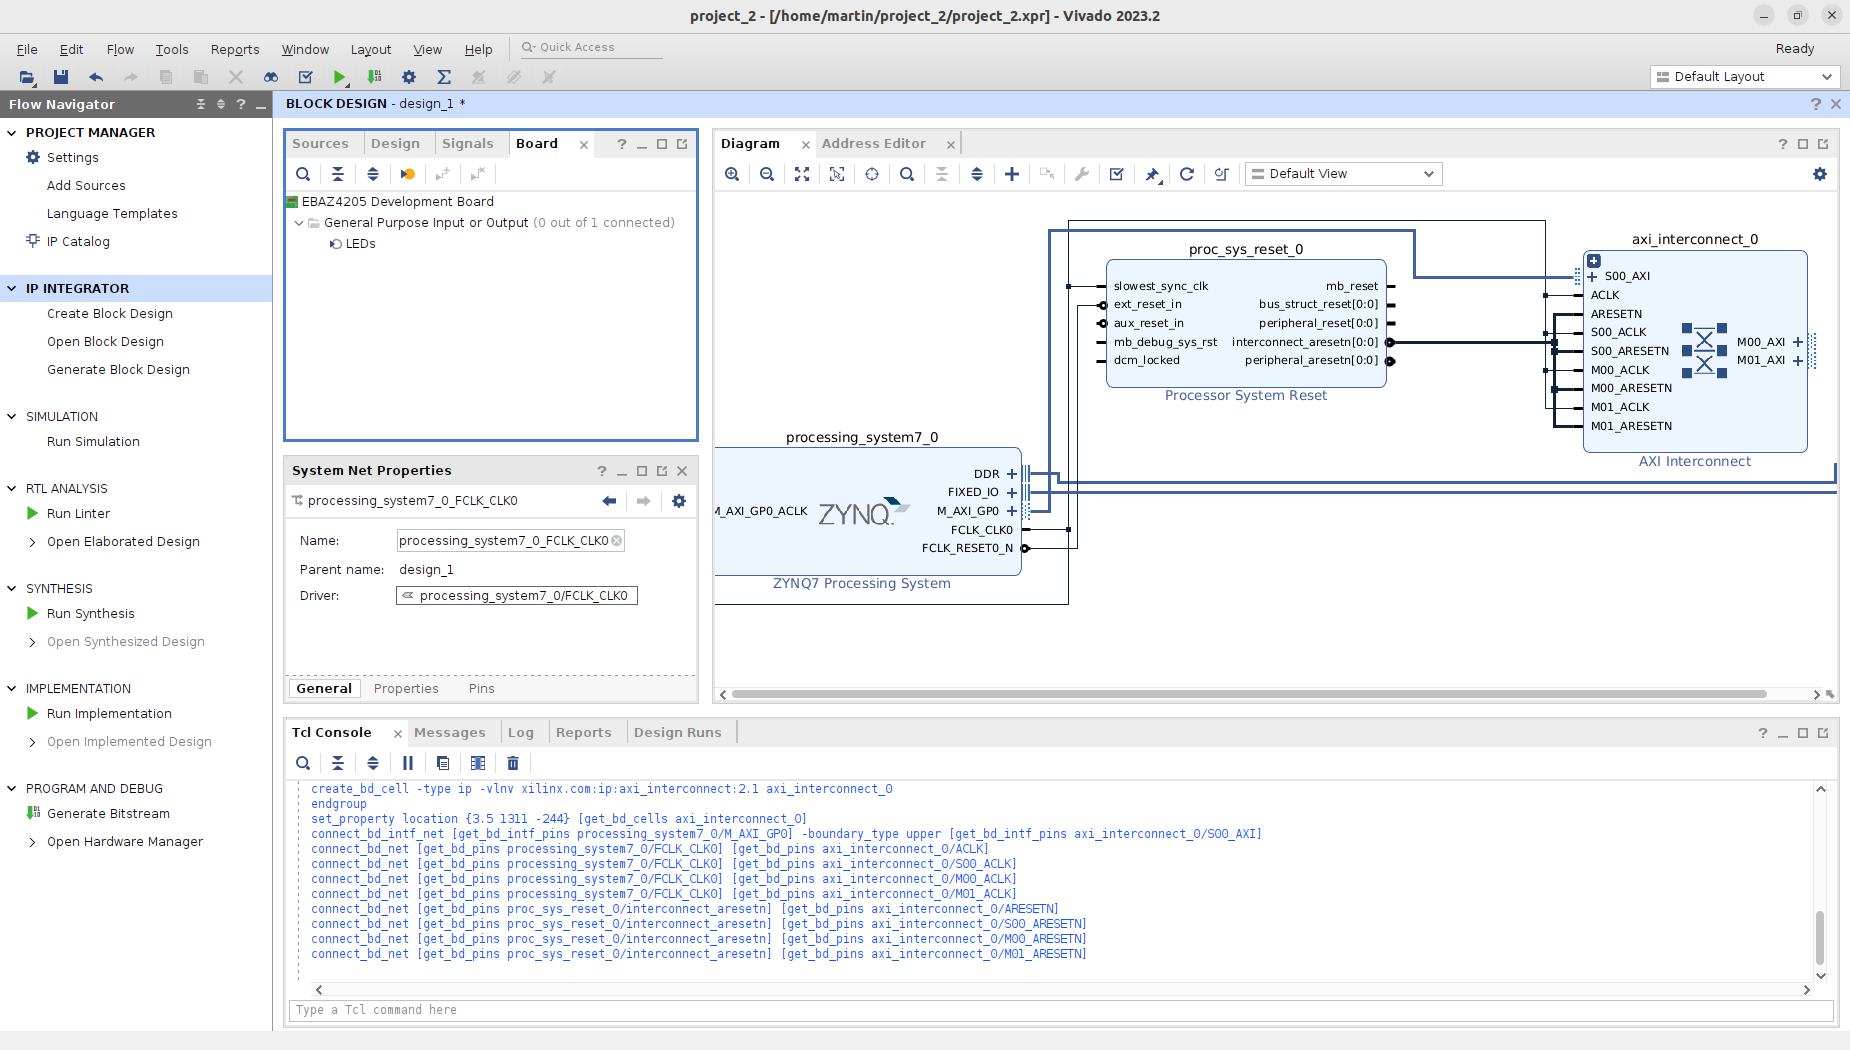 project_2 - [/home/martin/project_2/project_2.xpr] - Vivado 2023.2
File Edit Flow Tools Reports Window Layout View Help Quick Access Ready
Default Layout
Flow Navigator
PROJECT MANAGER
Settings
Add Sources
Language Templates
IP Catalog
IP INTEGRATOR
Create Block Design
Open Block Design
Generate Block Design
SIMULATION
Run Simulation
RTL ANALYSIS
Run Linter
Open Elaborated Design
SYNTHESIS
Run Synthesis
Open Synthesized Design
IMPLEMENTATION
Run Implementation
Open Implemented Design
PROGRAM AND DEBUG
Generate Bitstream
Open Hardware Manager
BLOCK DESIGN - design_1 *
Sources Design Signals Board
EBAZ4205 Development Board
General Purpose Input or Output (0 out of 1 connected)
LEDs
System Net Properties
processing_system7_0_FCLK_CLK0
Name: processing_system7_0_FCLK_CLK0
Parent name: design_1
Driver: processing_system7_0/FCLK_CLK0
General Properties Pins
Diagram Address Editor
Default View
proc_sys_reset_0
slowest_sync_clk mb_reset
ext_reset_in bus_struct_reset[0:0]
aux_reset_in peripheral_reset[0:0]
mb_debug_sys_rst interconnect_aresetn[0:0]
dcm_locked peripheral_aresetn[0:0]
Processor System Reset
axi_interconnect_0
S00_AXI
ACLK
ARESETN
S00_ACLK
S00_ARESETN
M00_ACLK
M00_ARESETN
M01_ACLK
M01_ARESETN
M00_AXI
M01_AXI
AXI Interconnect
processing_system7_0
DDR
FIXED_IO
M_AXI_GP0_ACLK ZYNQ M_AXI_GP0
FCLK_CLK0
FCLK_RESET0_N
ZYNQ7 Processing System
Tcl Console Messages Log Reports Design Runs
create_bd_cell -type ip -vlnv xilinx.com:ip:axi_interconnect:2.1 axi_interconnect_0
endgroup
set_property location {3.5 1311 -244} [get_bd_cells axi_interconnect_0]
connect_bd_intf_net [get_bd_intf_pins processing_system7_0/M_AXI_GP0] -boundary_type upper [get_bd_intf_pins axi_interconnect_0/S00_AXI]
connect_bd_net [get_bd_pins processing_system7_0/FCLK_CLK0] [get_bd_pins axi_interconnect_0/ACLK]
connect_bd_net [get_bd_pins processing_system7_0/FCLK_CLK0] [get_bd_pins axi_interconnect_0/S00_ACLK]
connect_bd_net [get_bd_pins processing_system7_0/FCLK_CLK0] [get_bd_pins axi_interconnect_0/M00_ACLK]
connect_bd_net [get_bd_pins processing_system7_0/FCLK_CLK0] [get_bd_pins axi_interconnect_0/M01_ACLK]
connect_bd_net [get_bd_pins proc_sys_reset_0/interconnect_aresetn] [get_bd_pins axi_interconnect_0/ARESETN]
connect_bd_net [get_bd_pins proc_sys_reset_0/interconnect_aresetn] [get_bd_pins axi_interconnect_0/S00_ARESETN]
connect_bd_net [get_bd_pins proc_sys_reset_0/interconnect_aresetn] [get_bd_pins axi_interconnect_0/M00_ARESETN]
connect_bd_net [get_bd_pins proc_sys_reset_0/interconnect_aresetn] [get_bd_pins axi_interconnect_0/M01_ARESETN]
Type a Tcl command here